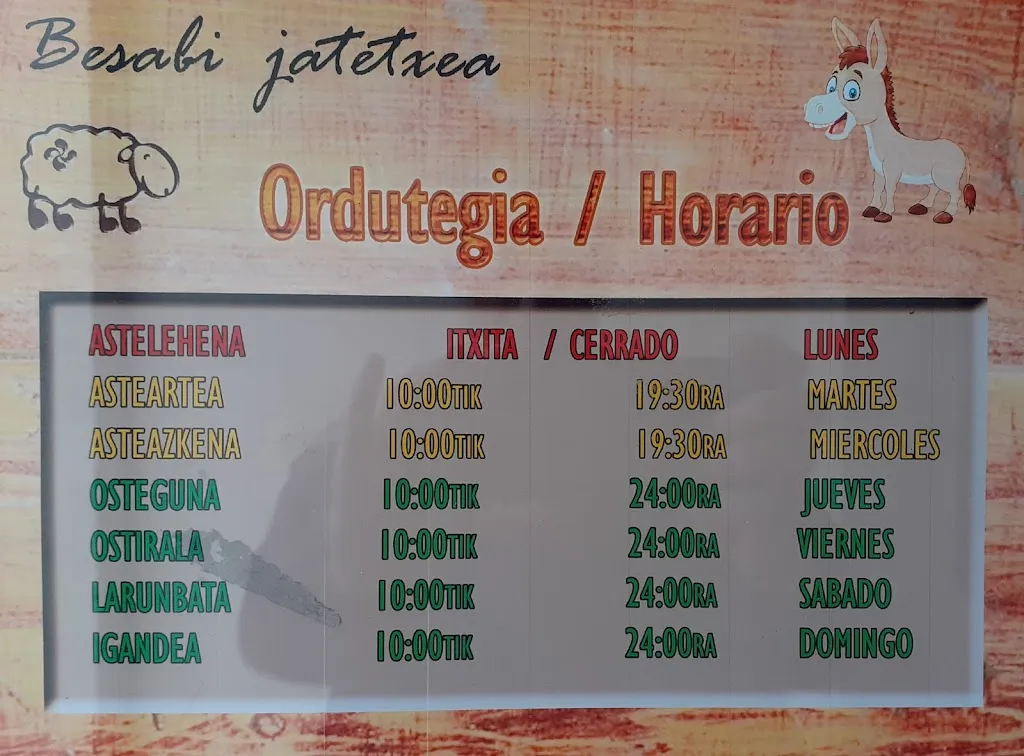 Besabi jatetxea
Ordutegia / Horario
ASTELEHENA ITXITA / CERRADO LUNES
ASTEARTEA 10:00TIK 19:30RA MARTES
ASTEAZKENA 10:00TIK 19:30RA MIERCOLES
OSTEGUNA 10:00TIK 24:00RA JUEVES
OSTIRALA 10:00TIK 24:00RA VIERNES
LARUNBATA 10:00TIK 24:00RA SABADO
IGANDEA 10:00TIK 24:00RA DOMINGO